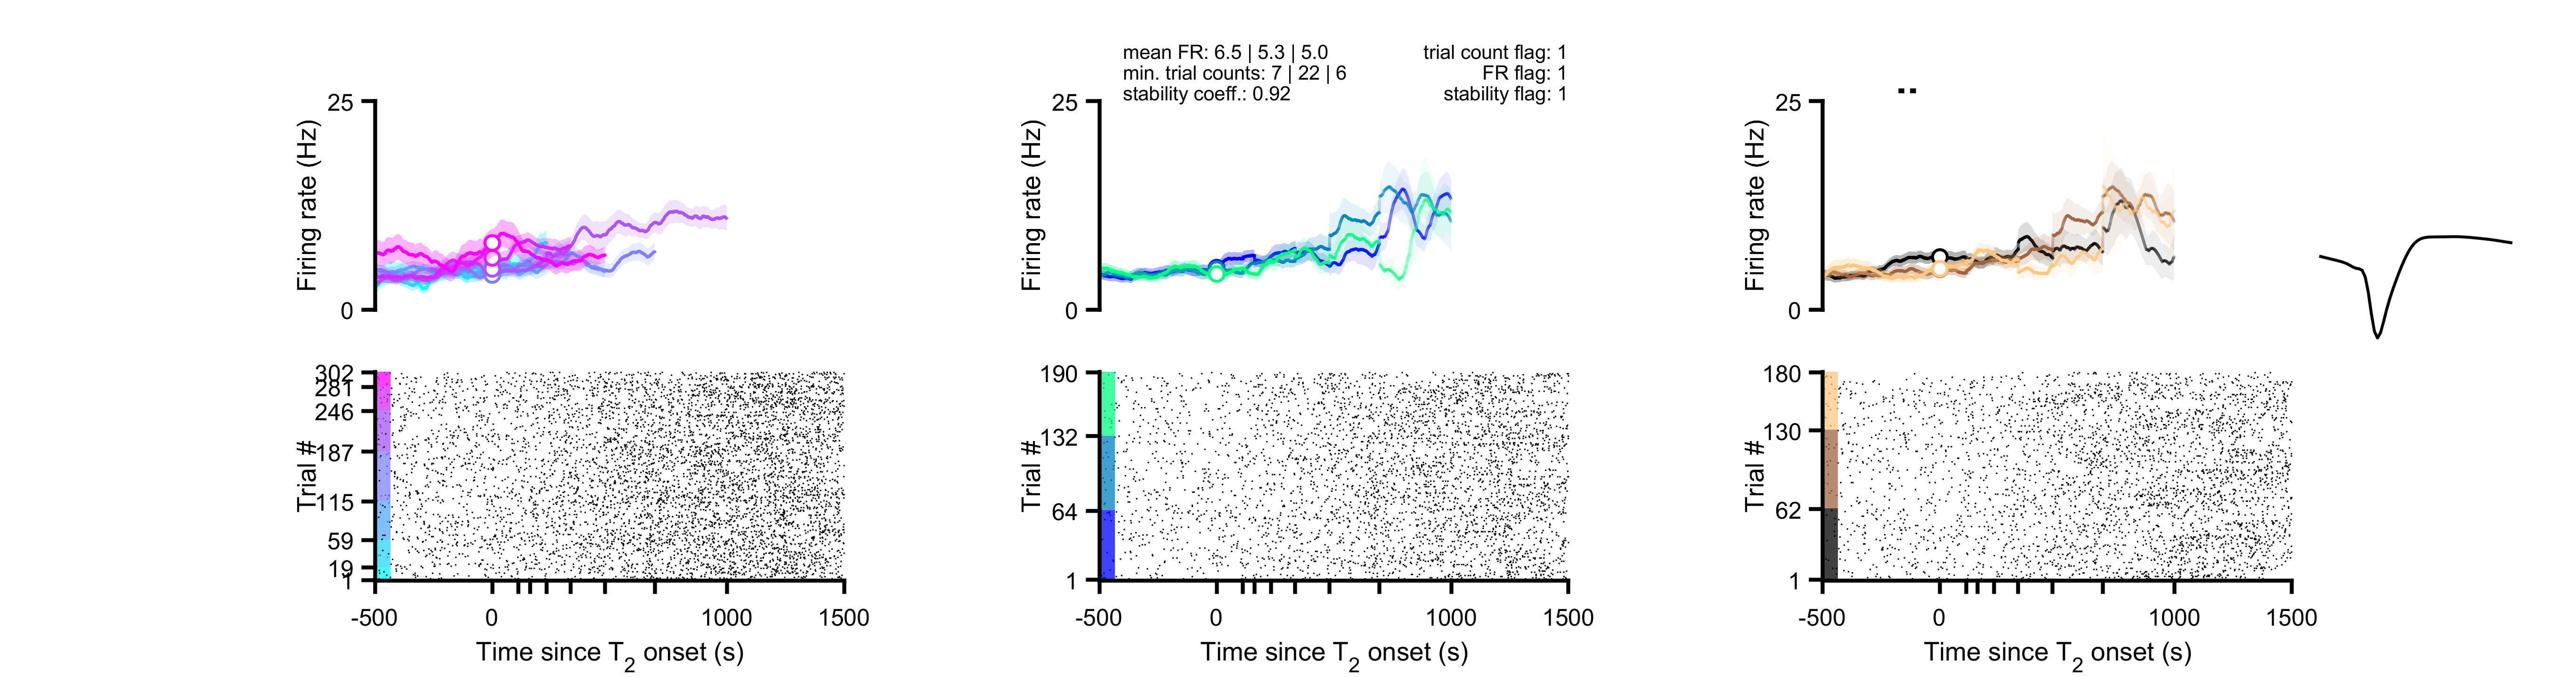 mean FR: 6.5 | 5.3 | 5.0
min. trial counts: 7 | 22 | 6
stability coeff.: 0.92
trial count flag: 1
FR flag: 1
stability flag: 1
25
0
Firing rate (Hz)
25
0
Firing rate (Hz)
25
0
Firing rate (Hz)
302
281
246
187
115
59
19
1
Trial #
-500 0 1000 1500
Time since T2 onset (s)
190
132
64
1
Trial #
-500 0 1000 1500
Time since T2 onset (s)
180
130
62
1
Trial #
-500 0 1000 1500
Time since T2 onset (s)